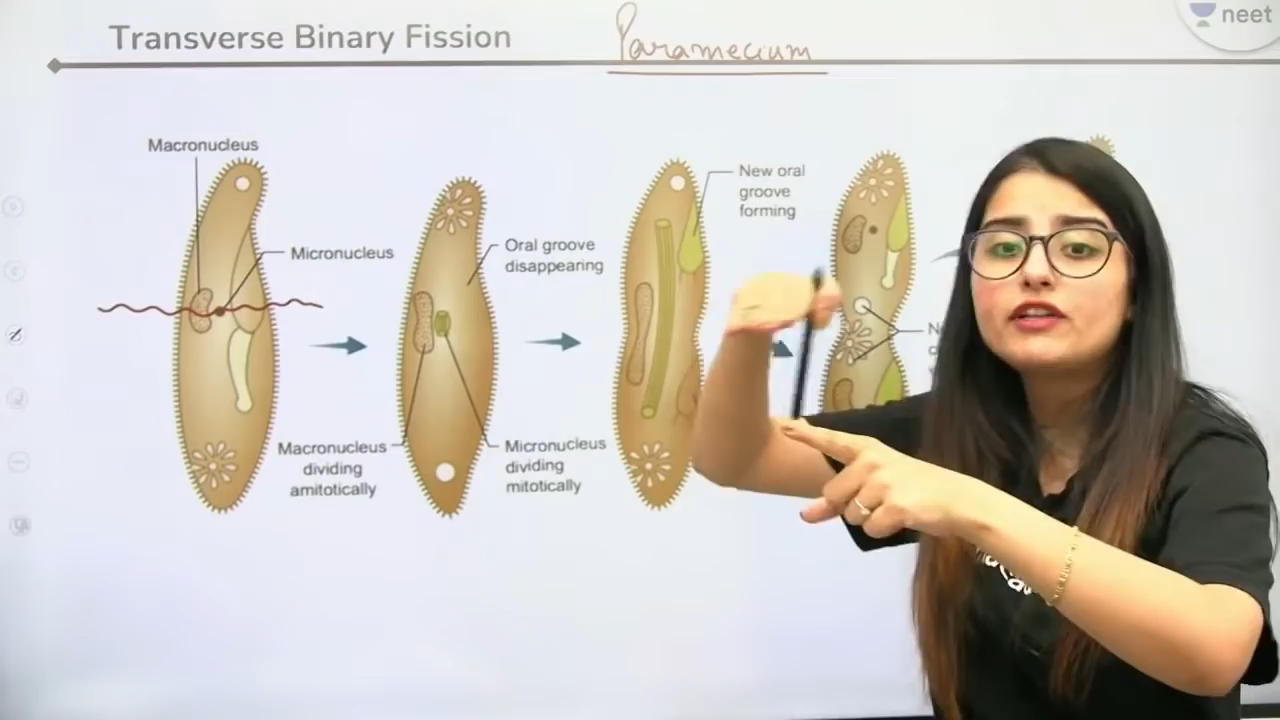 Transverse Binary Fission
Paramecium
neet
Macronucleus
Micronucleus
Oral groove
disappearing
New oral
groove
forming
Macronucleus
dividing
amitotically
Micronucleus
dividing
mitotically